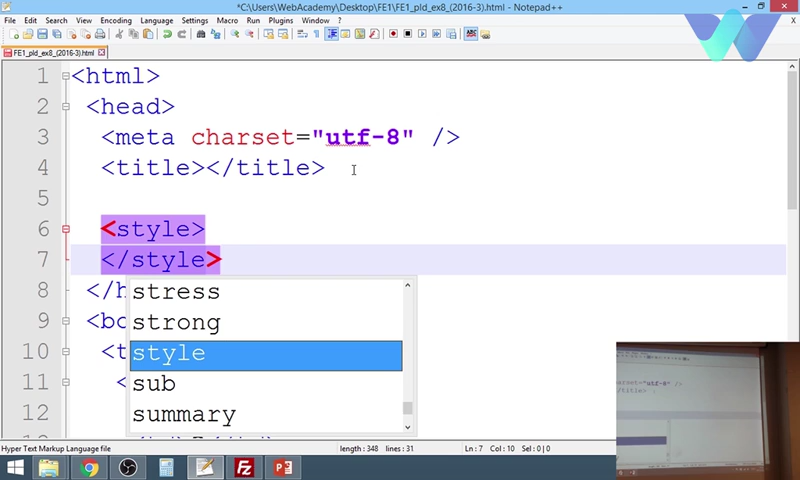 *C:\Users\WebAcademy\Desktop\FE1\FE1_pld_ex8_(2016-3).html - Notepad++
File Edit Search View Encoding Language Settings Macro Run Plugins Window ? X
FE1_pld_ex8_(2016-3).html
1 <html>
2 <head>
3 <meta charset="utf-8" />
4 <title></title>
5
6 <style>
7 </style>
8 </h
9 <bo
10 <t
11 <
12
stress
strong
style
sub
summary
Hyper Text Markup Language file length : 348 lines : 31 Ln : 7 Col : 10 Sel : 0 | 0